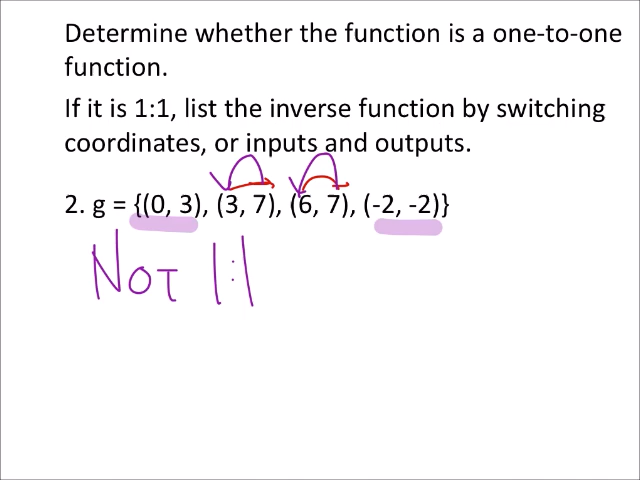 Determine whether the function is a one-to-one
function.
If it is 1:1, list the inverse function by switching
coordinates, or inputs and outputs.
2. g = {(0, 3), (3, 7), (6, 7), (-2, -2)}
NOT 1:1